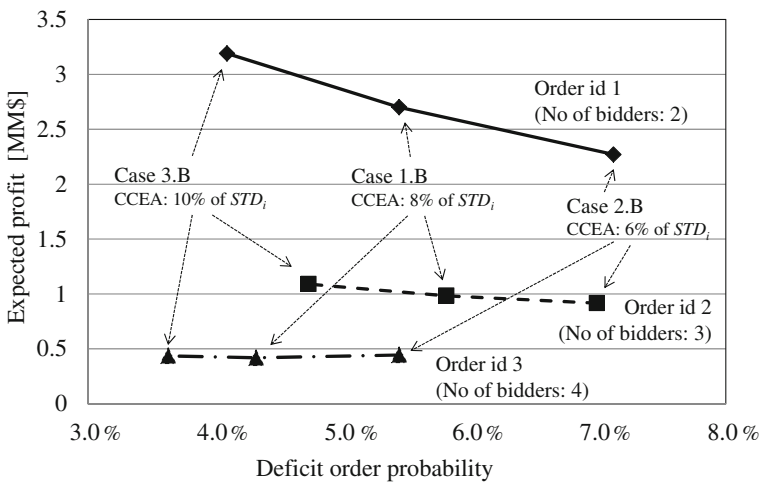 3.5
3
2.5
2
1.5
1
0.5
0
Expected profit [MM$]
Order id 1
(No of bidders: 2)
Case 3.B
CCEA: 10% of STDi
Case 1.B
CCEA: 8% of STDi
Case 2.B
CCEA: 6% of STDi
Order id 2
(No of bidders: 3)
Order id 3
(No of bidders: 4)
3.0 % 4.0 % 5.0 % 6.0 % 7.0 % 8.0 %
Deficit order probability